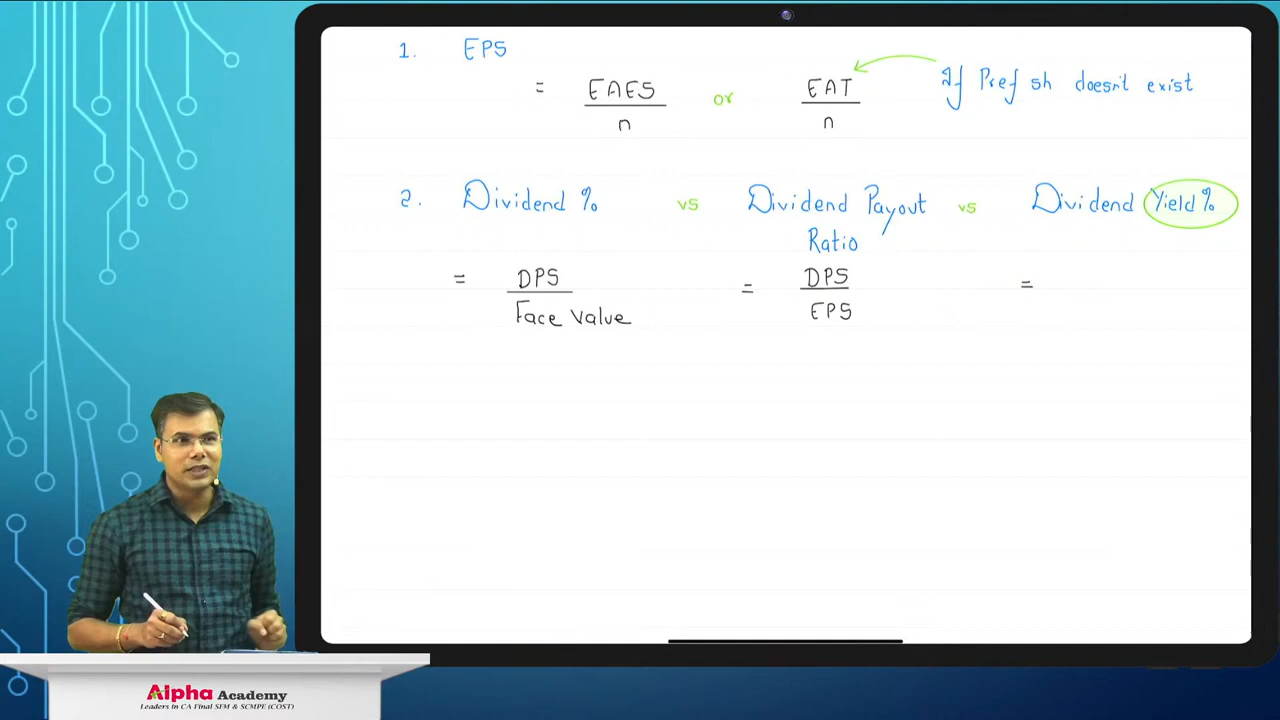 1. EPS
= EAES / n or EAT / n If Pref sh doesn't exist
2. Dividend % vs Dividend Payout Ratio vs Dividend Yield %
= DPS / Face value = DPS / EPS =
Alpha Academy
Leaders in CA Final SFM & SCMPE (COST)